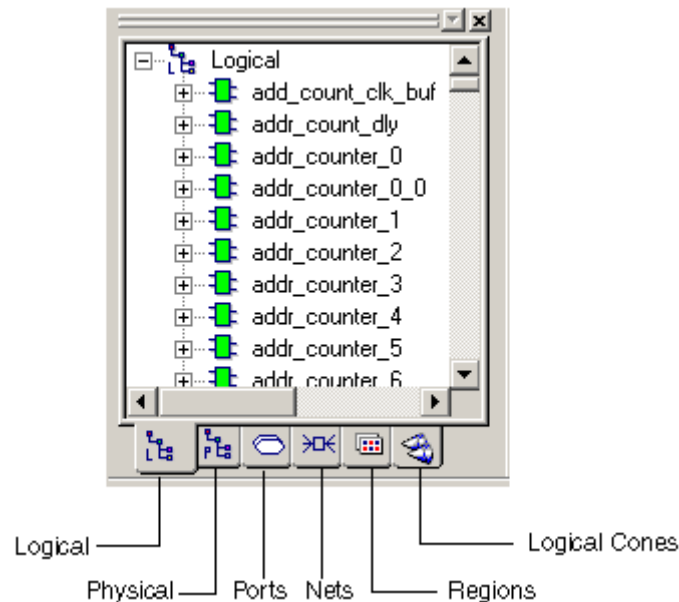 Logical
add_count_clk_buf
addr_count_dly
addr_counter_0
addr_counter_0_0
addr_counter_1
addr_counter_2
addr_counter_3
addr_counter_4
addr_counter_5
addr_counter_6
Logical
Logical Cones
Physical Ports Nets Regions